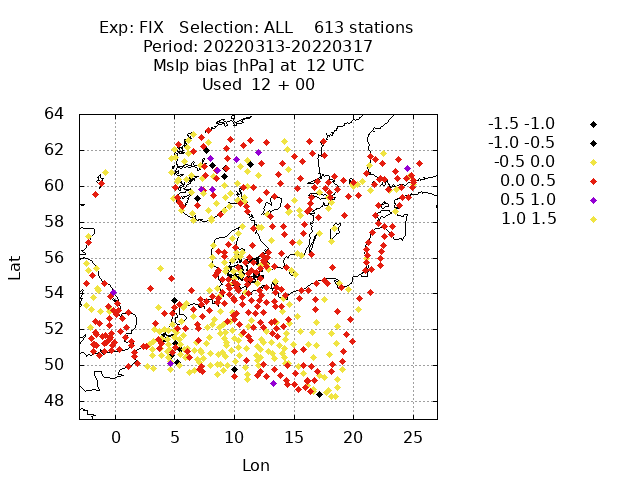 Exp: FIX   Selection: ALL    613 stations
Period: 20220313-20220317
Mslp bias [hPa] at  12 UTC
Used  12 + 00
64
62
60
58
56
54
52
50
48
Lat
0 5 10 15 20 25
Lon
-1.5 -1.0
-1.0 -0.5
-0.5 0.0
0.0 0.5
0.5 1.0
1.0 1.5